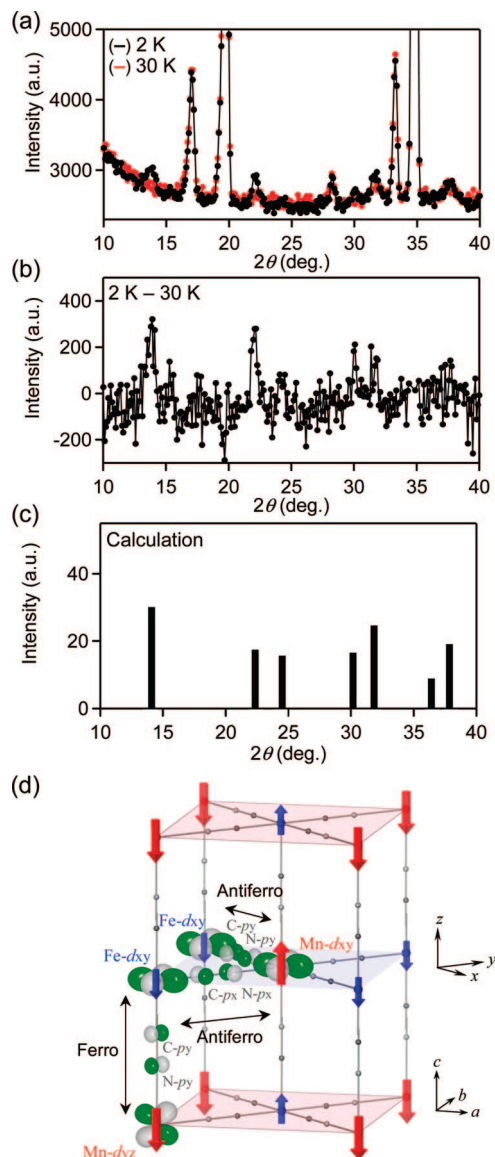 (a)
5000
4000
3000
Intensity (a.u.)
(–) 2 K
(–) 30 K
10 15 20 25 30 35 40
2θ (deg.)
(b)
400
200
0
-200
Intensity (a.u.)
2 K – 30 K
10 15 20 25 30 35 40
2θ (deg.)
(c)
40
20
0
Intensity (a.u.)
Calculation
10 15 20 25 30 35 40
2θ (deg.)
(d)
Antiferro
Fe-dxy
C-py
N-py
Mn-dxy
Fe-dxy
C-px N-px
Antiferro
Ferro
C-py
N-py
Mn-dyz
z
y
x
c
b
a